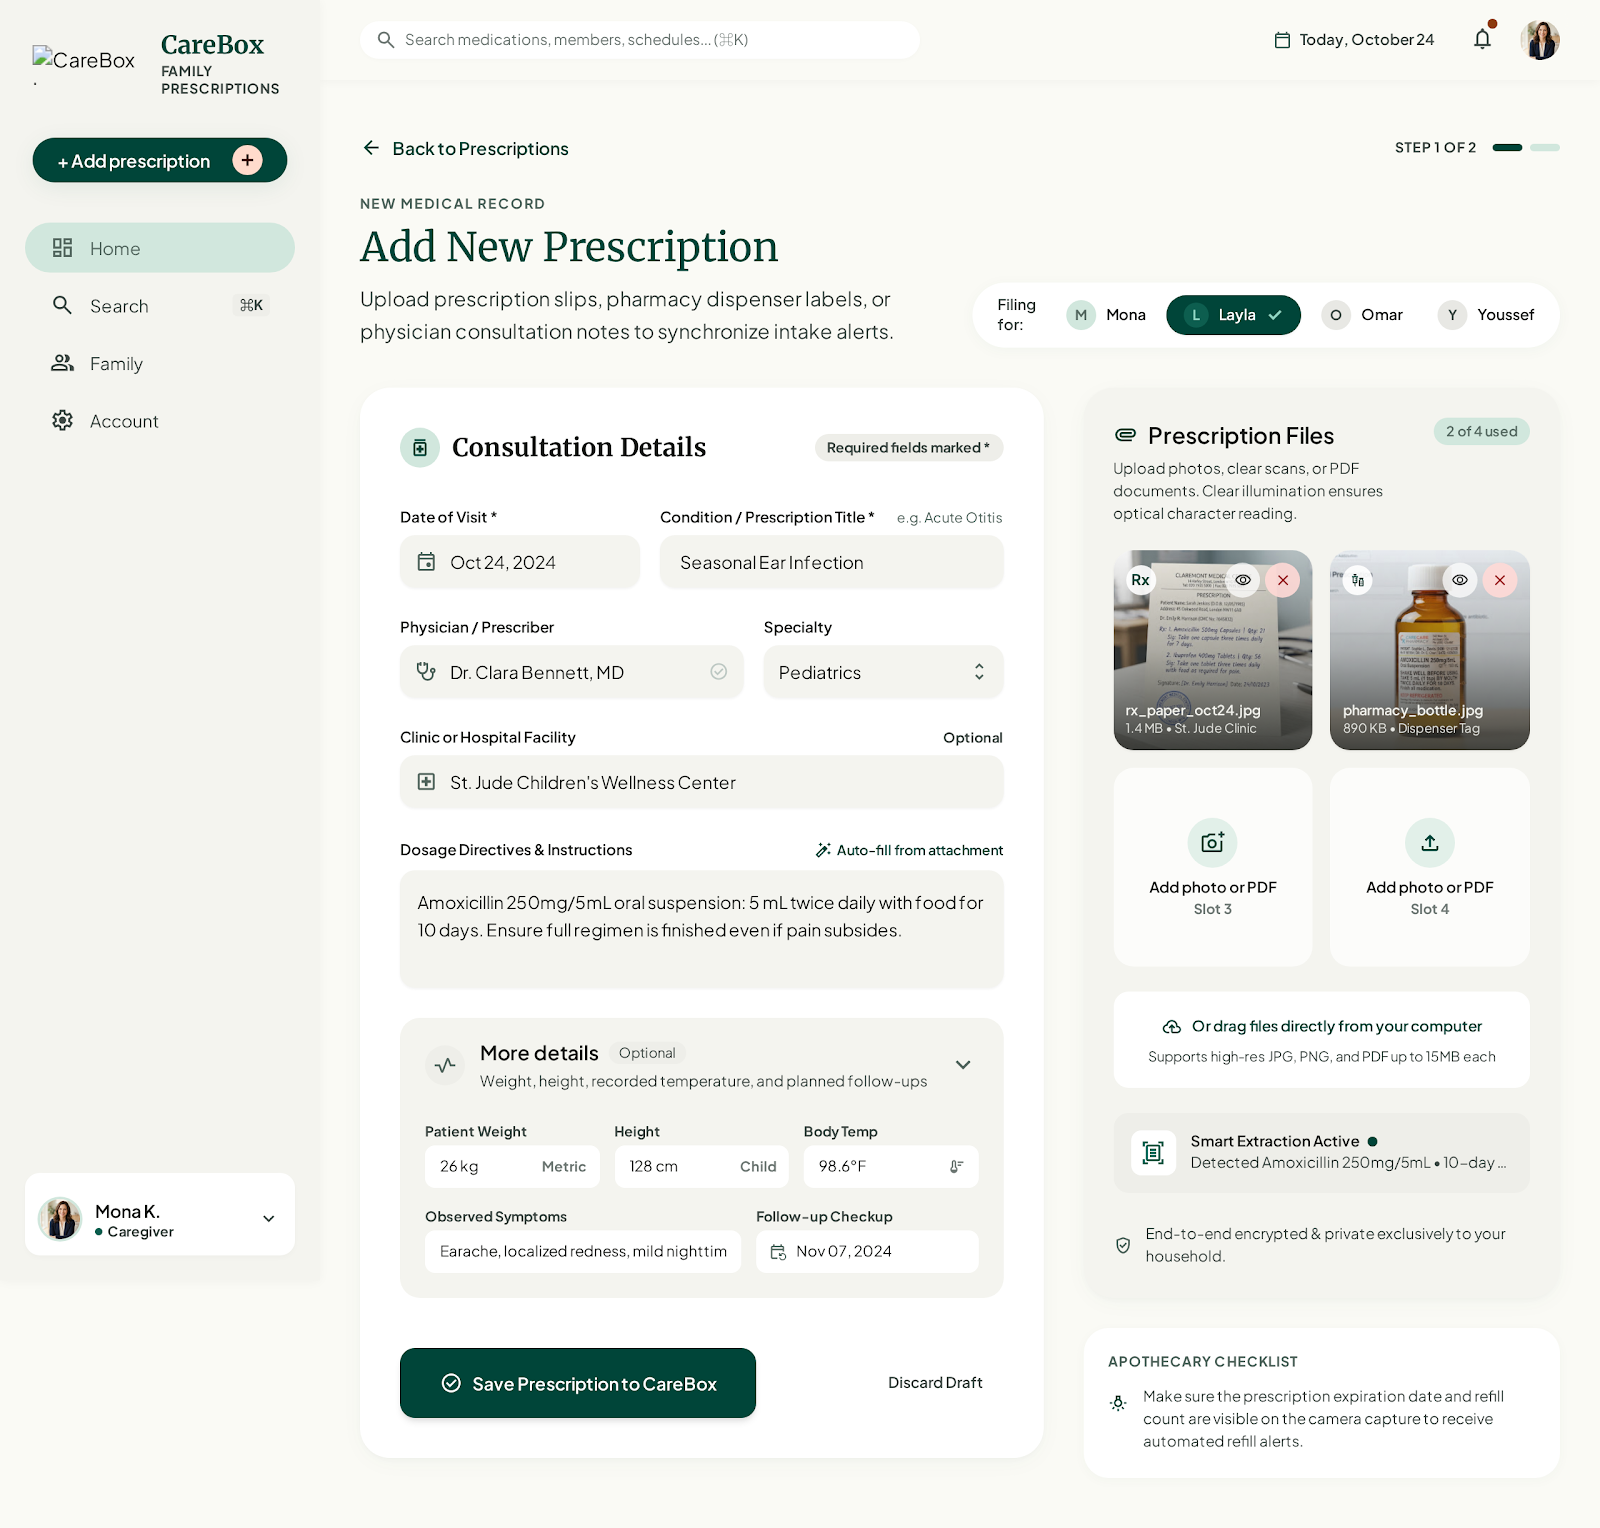 CareBox
.
CareBox
FAMILY
PRESCRIPTIONS
+ Add prescription
Home
Search
⌘K
Family
Account
Mona K.
Caregiver
Search medications, members, schedules... (⌘K)
Today, October 24
Back to Prescriptions
STEP 1 OF 2
NEW MEDICAL RECORD
Add New Prescription
Upload prescription slips, pharmacy dispenser labels, or
physician consultation notes to synchronize intake alerts.
Filing
for:
M
Mona
L
Layla
O
Omar
Y
Youssef
Consultation Details
Required fields marked *
Date of Visit *
Condition / Prescription Title *
e.g. Acute Otitis
Oct 24, 2024
Seasonal Ear Infection
Physician / Prescriber
Specialty
Dr. Clara Bennett, MD
Pediatrics
Clinic or Hospital Facility
Optional
St. Jude Children's Wellness Center
Dosage Directives & Instructions
Auto-fill from attachment
Amoxicillin 250mg/5mL oral suspension: 5 mL twice daily with food for
10 days. Ensure full regimen is finished even if pain subsides.
More details
Optional
Weight, height, recorded temperature, and planned follow-ups
Patient Weight
Height
Body Temp
26 kg
Metric
128 cm
Child
98.6°F
Observed Symptoms
Follow-up Checkup
Earache, localized redness, mild nighttim
Nov 07, 2024
Save Prescription to CareBox
Discard Draft
Prescription Files
2 of 4 used
Upload photos, clear scans, or PDF
documents. Clear illumination ensures
optical character reading.
Rx
CLAREMONT MEDICAL
PRESCRIPTION
rx_paper_oct24.jpg
1.4 MB • St. Jude Clinic
AMOXICILLIN 250mg/5mL
pharmacy_bottle.jpg
890 KB • Dispenser Tag
Add photo or PDF
Slot 3
Add photo or PDF
Slot 4
Or drag files directly from your computer
Supports high-res JPG, PNG, and PDF up to 15MB each
Smart Extraction Active
Detected Amoxicillin 250mg/5mL • 10-day ...
End-to-end encrypted & private exclusively to your
household.
APOTHECARY CHECKLIST
Make sure the prescription expiration date and refill
count are visible on the camera capture to receive
automated refill alerts.